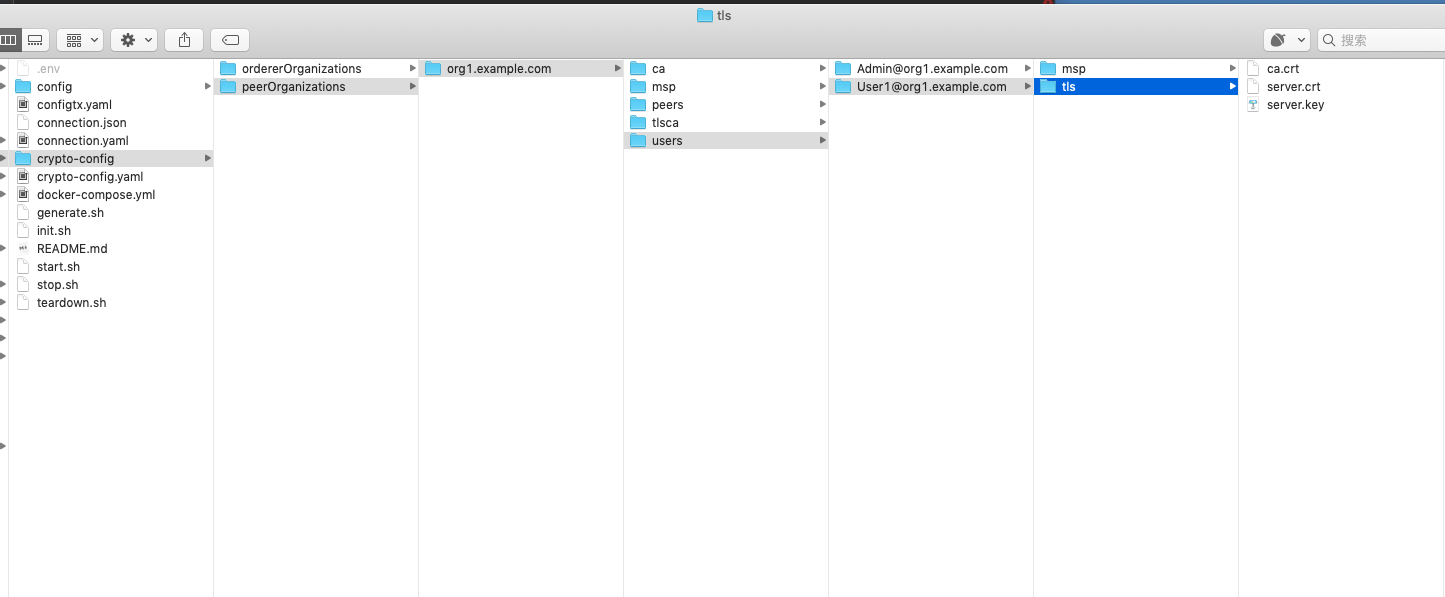 tls
搜索
.env
config
configtx.yaml
connection.json
connection.yaml
crypto-config
crypto-config.yaml
docker-compose.yml
generate.sh
init.sh
README.md
start.sh
stop.sh
teardown.sh
ordererOrganizations
peerOrganizations
org1.example.com
ca
msp
peers
tlsca
users
Admin@org1.example.com
User1@org1.example.com
msp
tls
ca.crt
server.crt
server.key